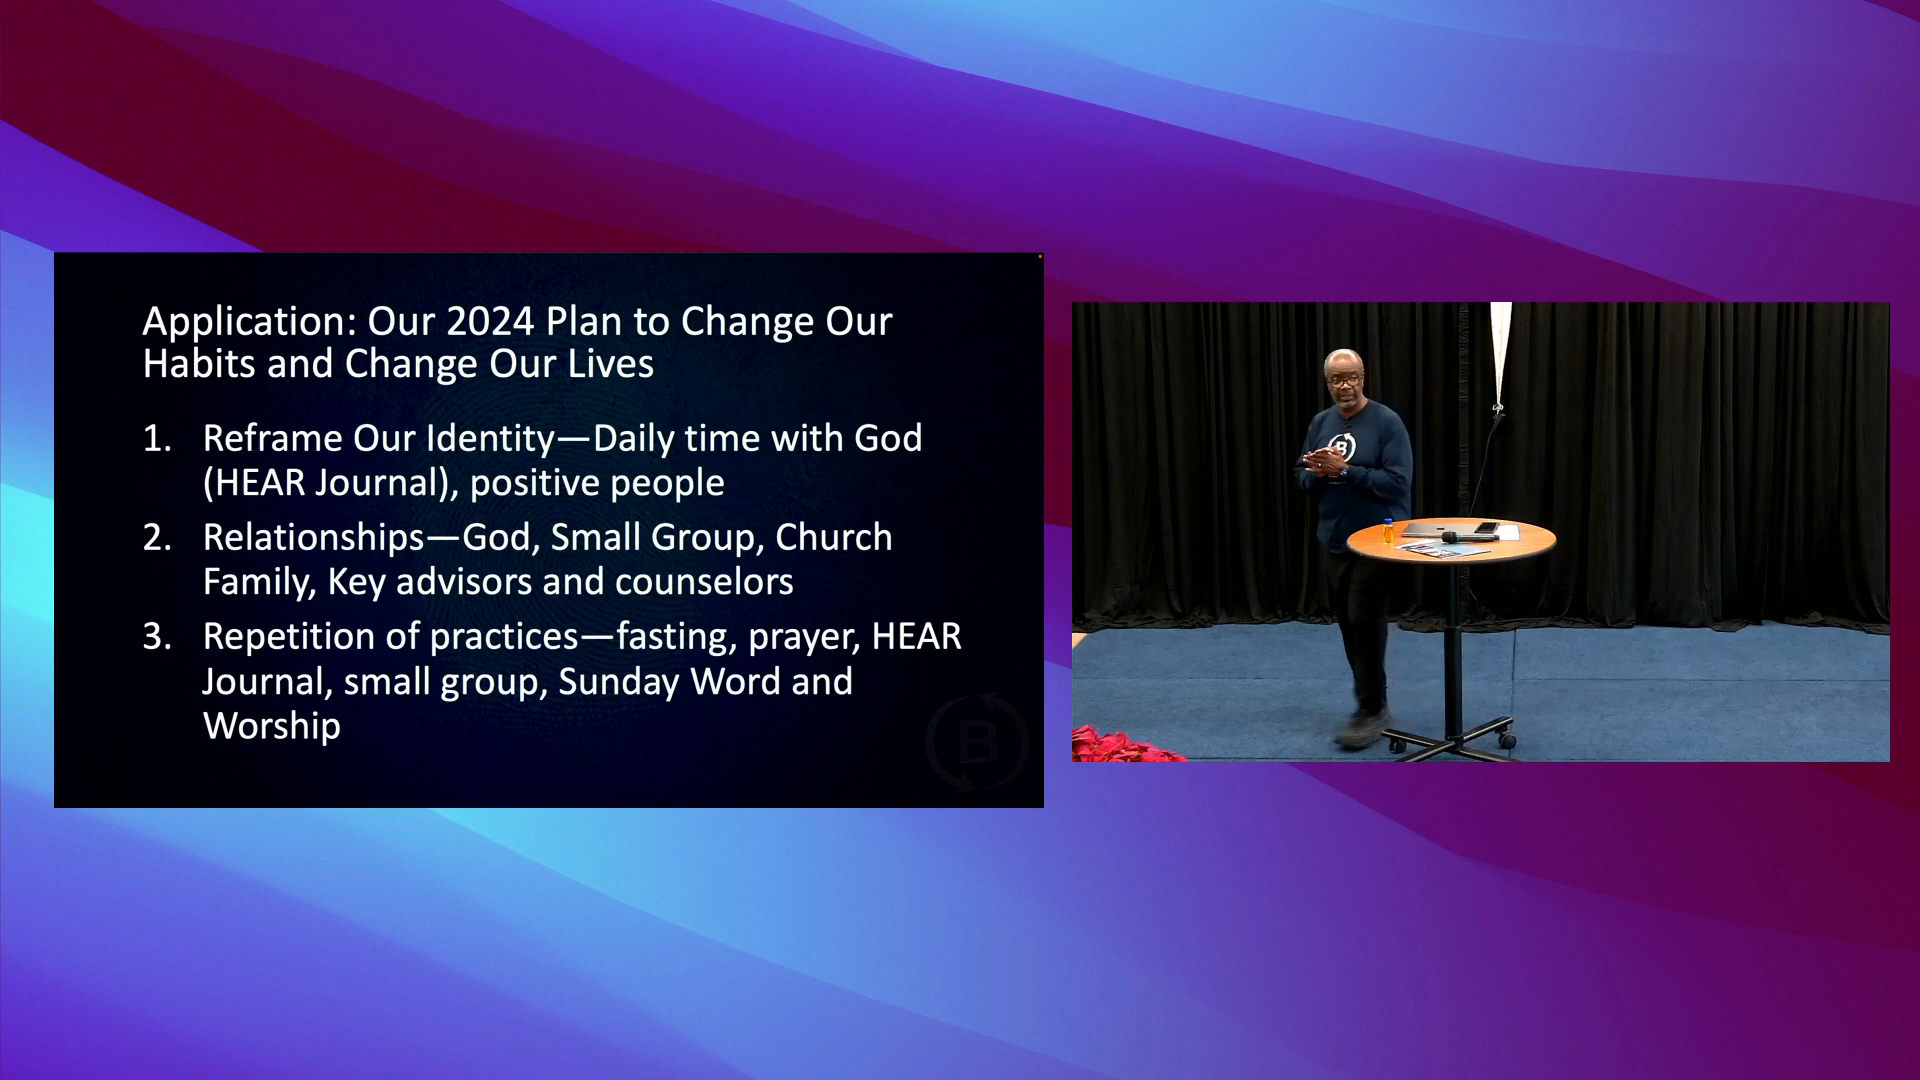 Application: Our 2024 Plan to Change Our
Habits and Change Our Lives
1. Reframe Our Identity—Daily time with God
(HEAR Journal), positive people
2. Relationships—God, Small Group, Church
Family, Key advisors and counselors
3. Repetition of practices—fasting, prayer, HEAR
Journal, small group, Sunday Word and
Worship
B
B